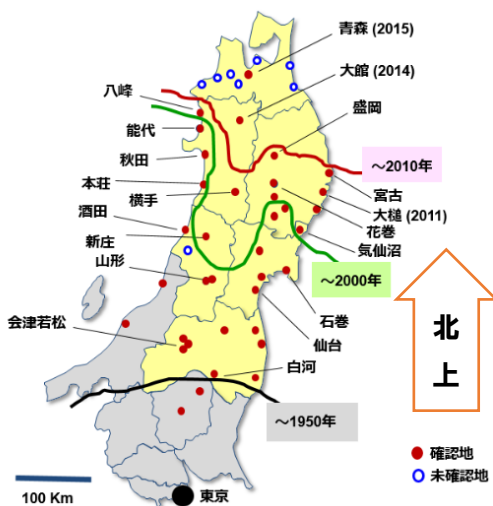 青森 (2015)
大館 (2014)
八峰
盛岡
能代
秋田
～2010年
本荘
宮古
横手
大槌 (2011)
酒田
花巻
新庄
気仙沼
山形
～2000年
石巻
会津若松
仙台
白河
北
上
～1950年
確認地
未確認地
東京
100 Km